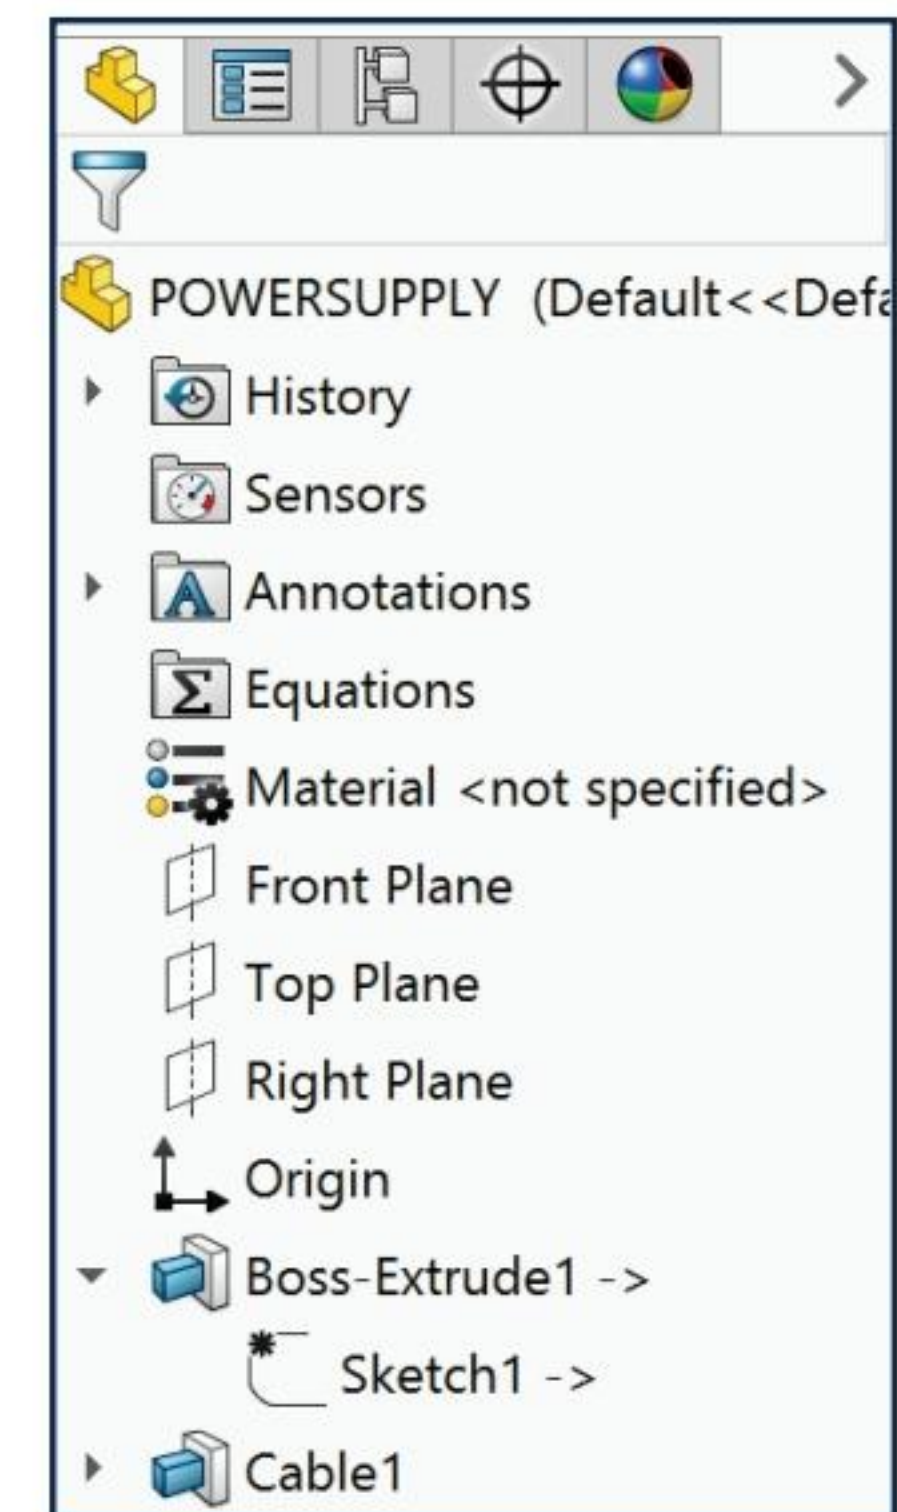 POWERSUPPLY (Default<<Defa
History
Sensors
Annotations
Equations
Material <not specified>
Front Plane
Top Plane
Right Plane
Origin
Boss-Extrude1 ->
Sketch1 ->
Cable1